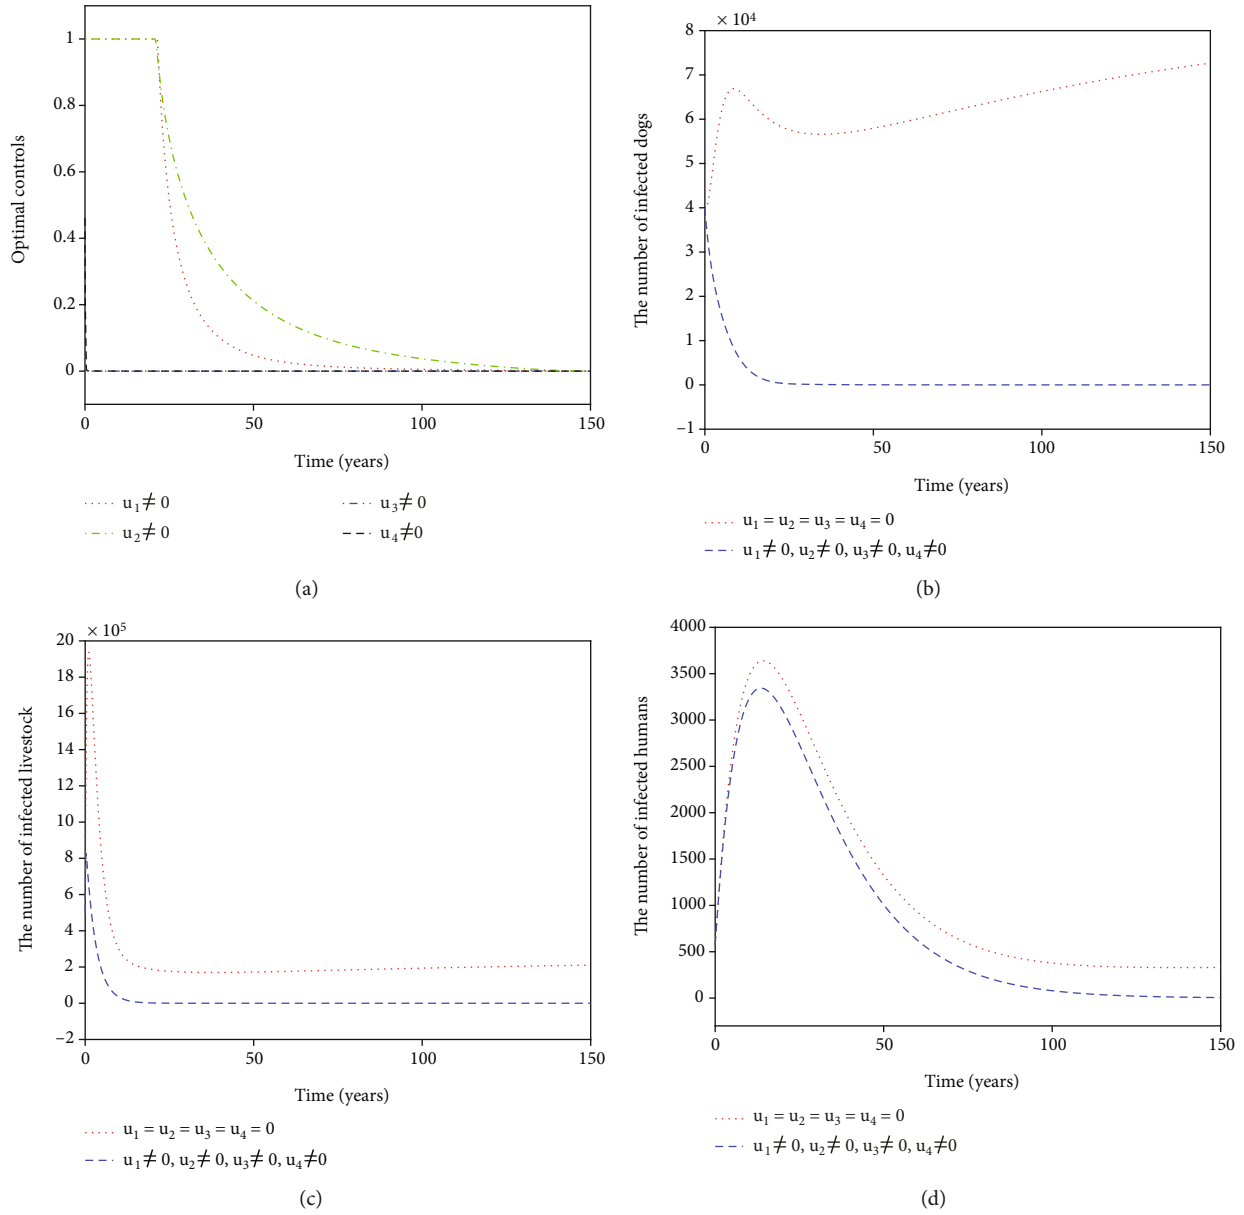 Optimal controls
1
0.8
0.6
0.4
0.2
0
0 50 100 150
Time (years)
u₁ ≠ 0
u₂ ≠ 0
u₃ ≠ 0
u₄ ≠0
(a)
× 10⁴
The number of infected dogs
8
7
6
5
4
3
2
1
0
–1
0 50 100 150
Time (years)
u₁ = u₂ = u₃ = u₄ = 0
u₁ ≠ 0, u₂ ≠ 0, u₃ ≠ 0, u₄ ≠0
(b)
× 10⁵
The number of infected livestock
20
18
16
14
12
10
8
6
4
2
0
–2
0 50 100 150
Time (years)
u₁ = u₂ = u₃ = u₄ = 0
u₁ ≠ 0, u₂ ≠ 0, u₃ ≠ 0, u₄ ≠0
(c)
The number of infected humans
4000
3500
3000
2500
2000
1500
1000
500
0
0 50 100 150
Time (years)
u₁ = u₂ = u₃ = u₄ = 0
u₁ ≠ 0, u₂ ≠ 0, u₃ ≠ 0, u₄ ≠0
(d)